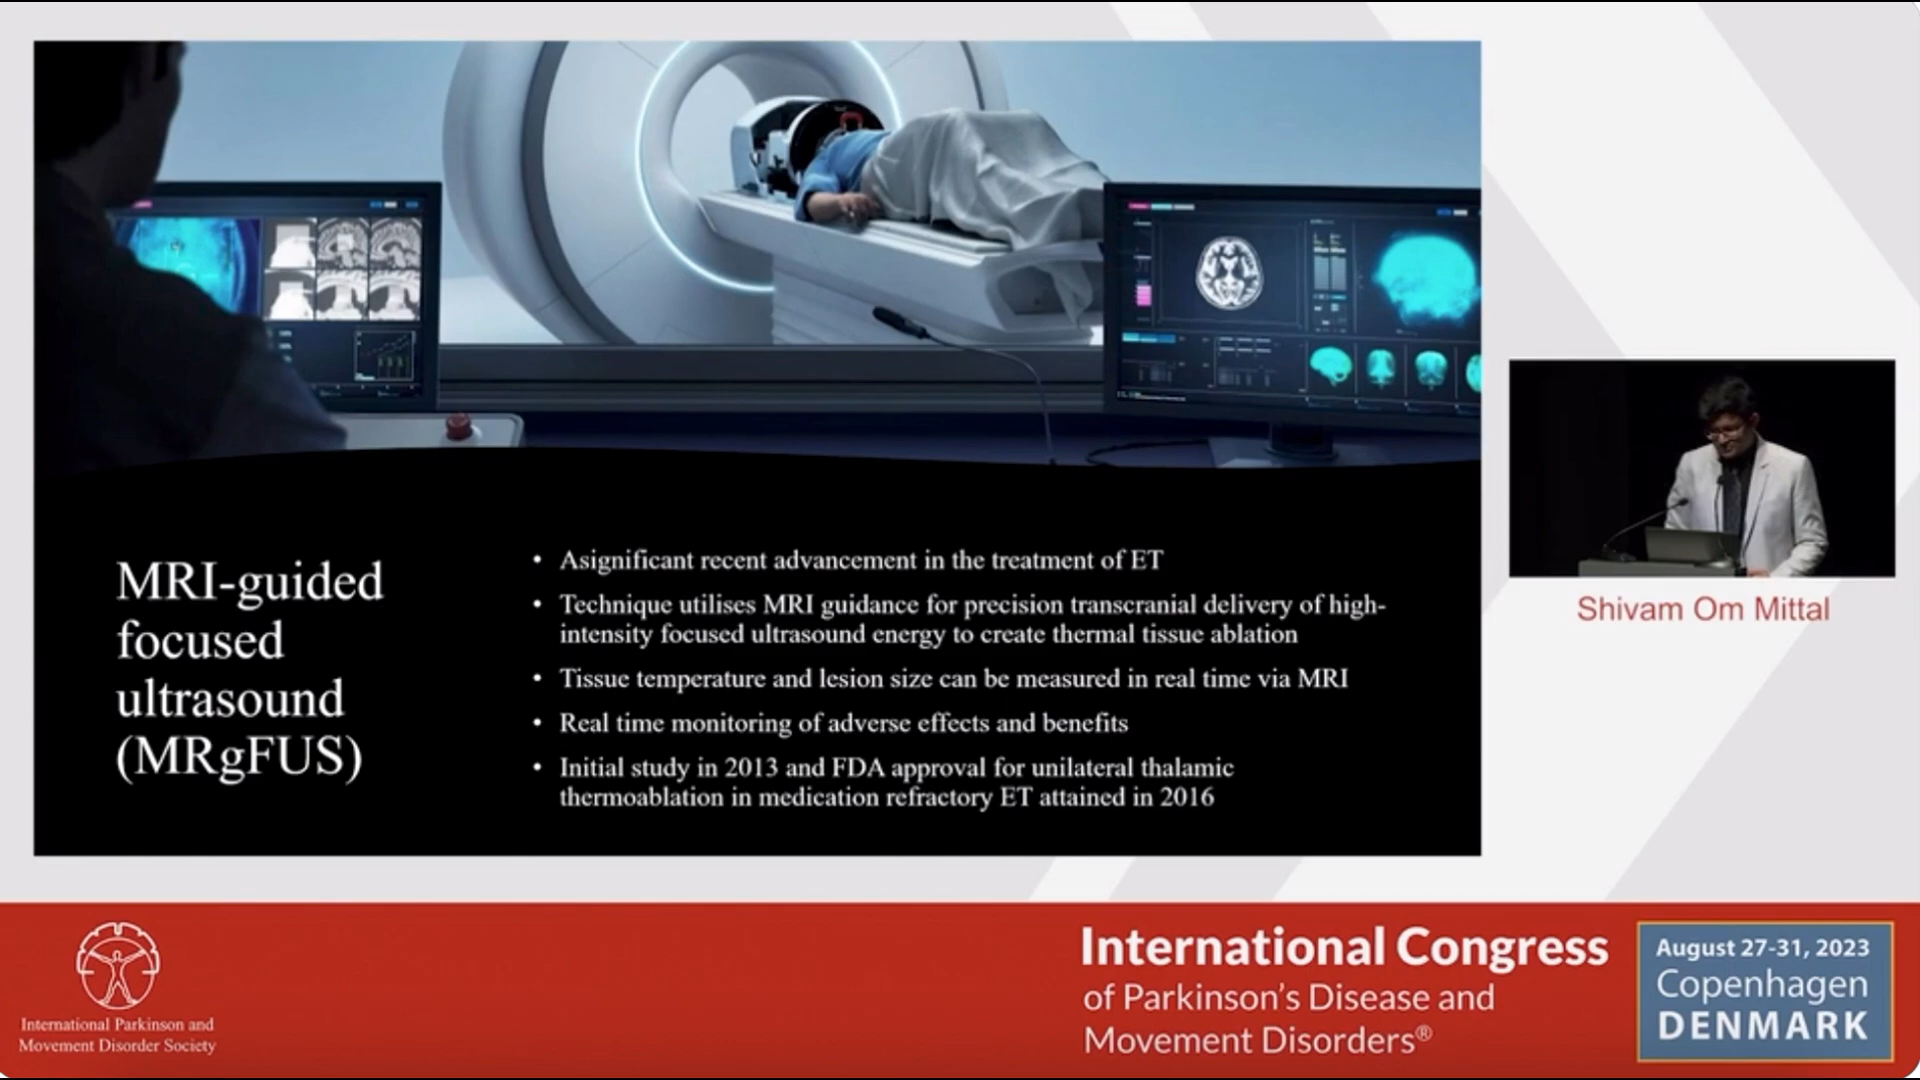 MRI-guided
focused
ultrasound
(MRgFUS)
• Asignificant recent advancement in the treatment of ET
• Technique utilises MRI guidance for precision transcranial delivery of high-
intensity focused ultrasound energy to create thermal tissue ablation
• Tissue temperature and lesion size can be measured in real time via MRI
• Real time monitoring of adverse effects and benefits
• Initial study in 2013 and FDA approval for unilateral thalamic
thermoablation in medication refractory ET attained in 2016
Shivam Om Mittal
International Parkinson and
Movement Disorder Society
International Congress
of Parkinson's Disease and
Movement Disorders®
August 27-31, 2023
Copenhagen
DENMARK